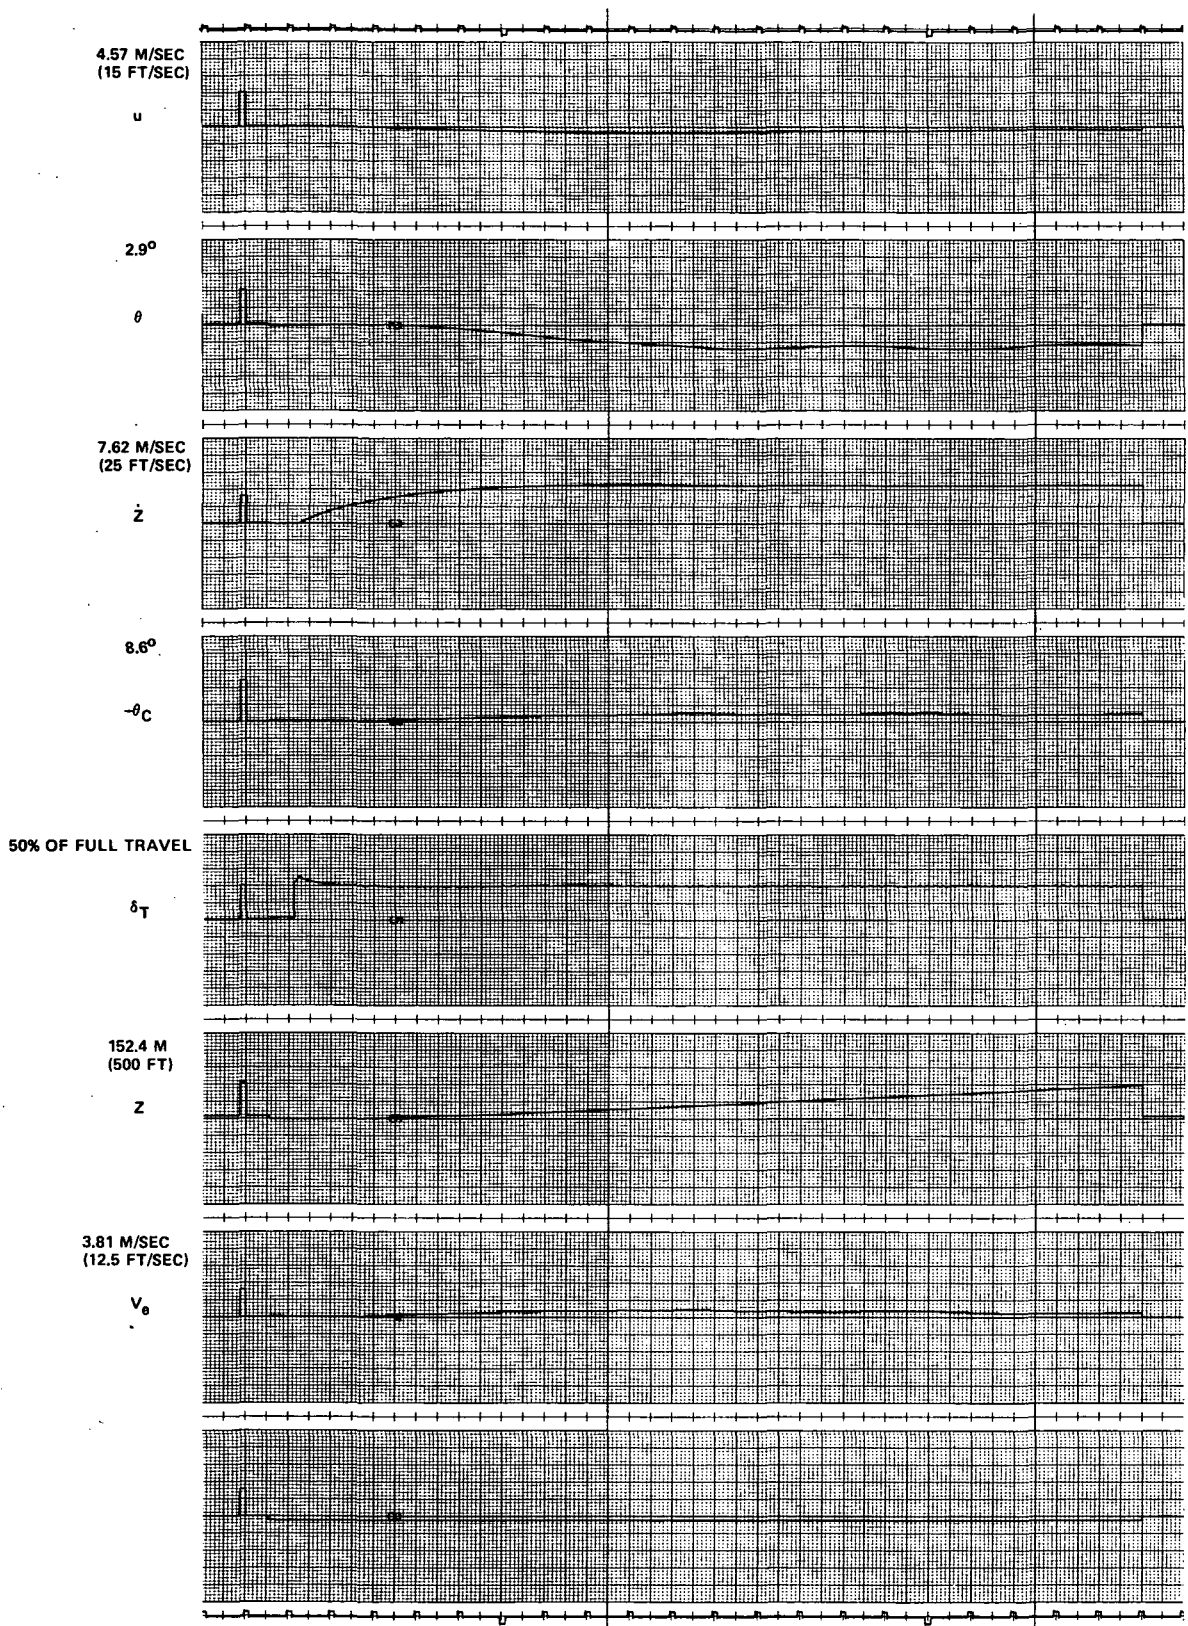 4.57 M/SEC
(15 FT/SEC)
u
2.9°
θ
7.62 M/SEC
(25 FT/SEC)
Ż
8.6°
-θC
50% OF FULL TRAVEL
δT
152.4 M
(500 FT)
Z
3.81 M/SEC
(12.5 FT/SEC)
Ve